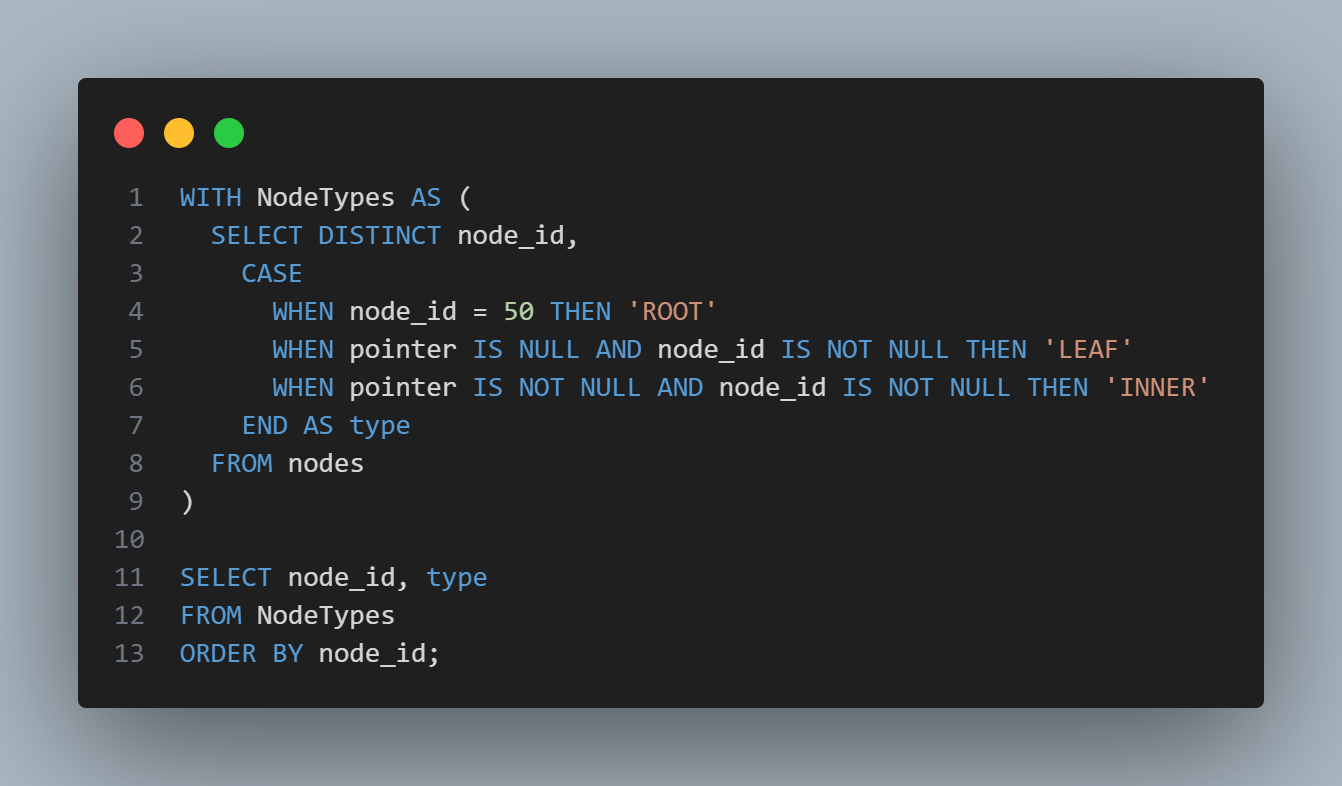 1 WITH NodeTypes AS (
2   SELECT DISTINCT node_id,
3     CASE
4       WHEN node_id = 50 THEN 'ROOT'
5       WHEN pointer IS NULL AND node_id IS NOT NULL THEN 'LEAF'
6       WHEN pointer IS NOT NULL AND node_id IS NOT NULL THEN 'INNER'
7     END AS type
8   FROM nodes
9 )
10
11 SELECT node_id, type
12 FROM NodeTypes
13 ORDER BY node_id;